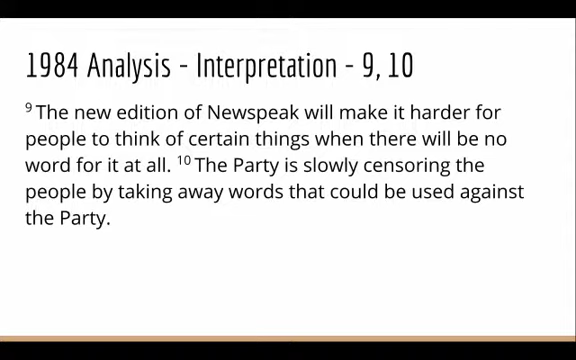 1984 Analysis - Interpretation - 9, 10
⁹ The new edition of Newspeak will make it harder for
people to think of certain things when there will be no
word for it at all. ¹⁰ The Party is slowly censoring the
people by taking away words that could be used against
the Party.